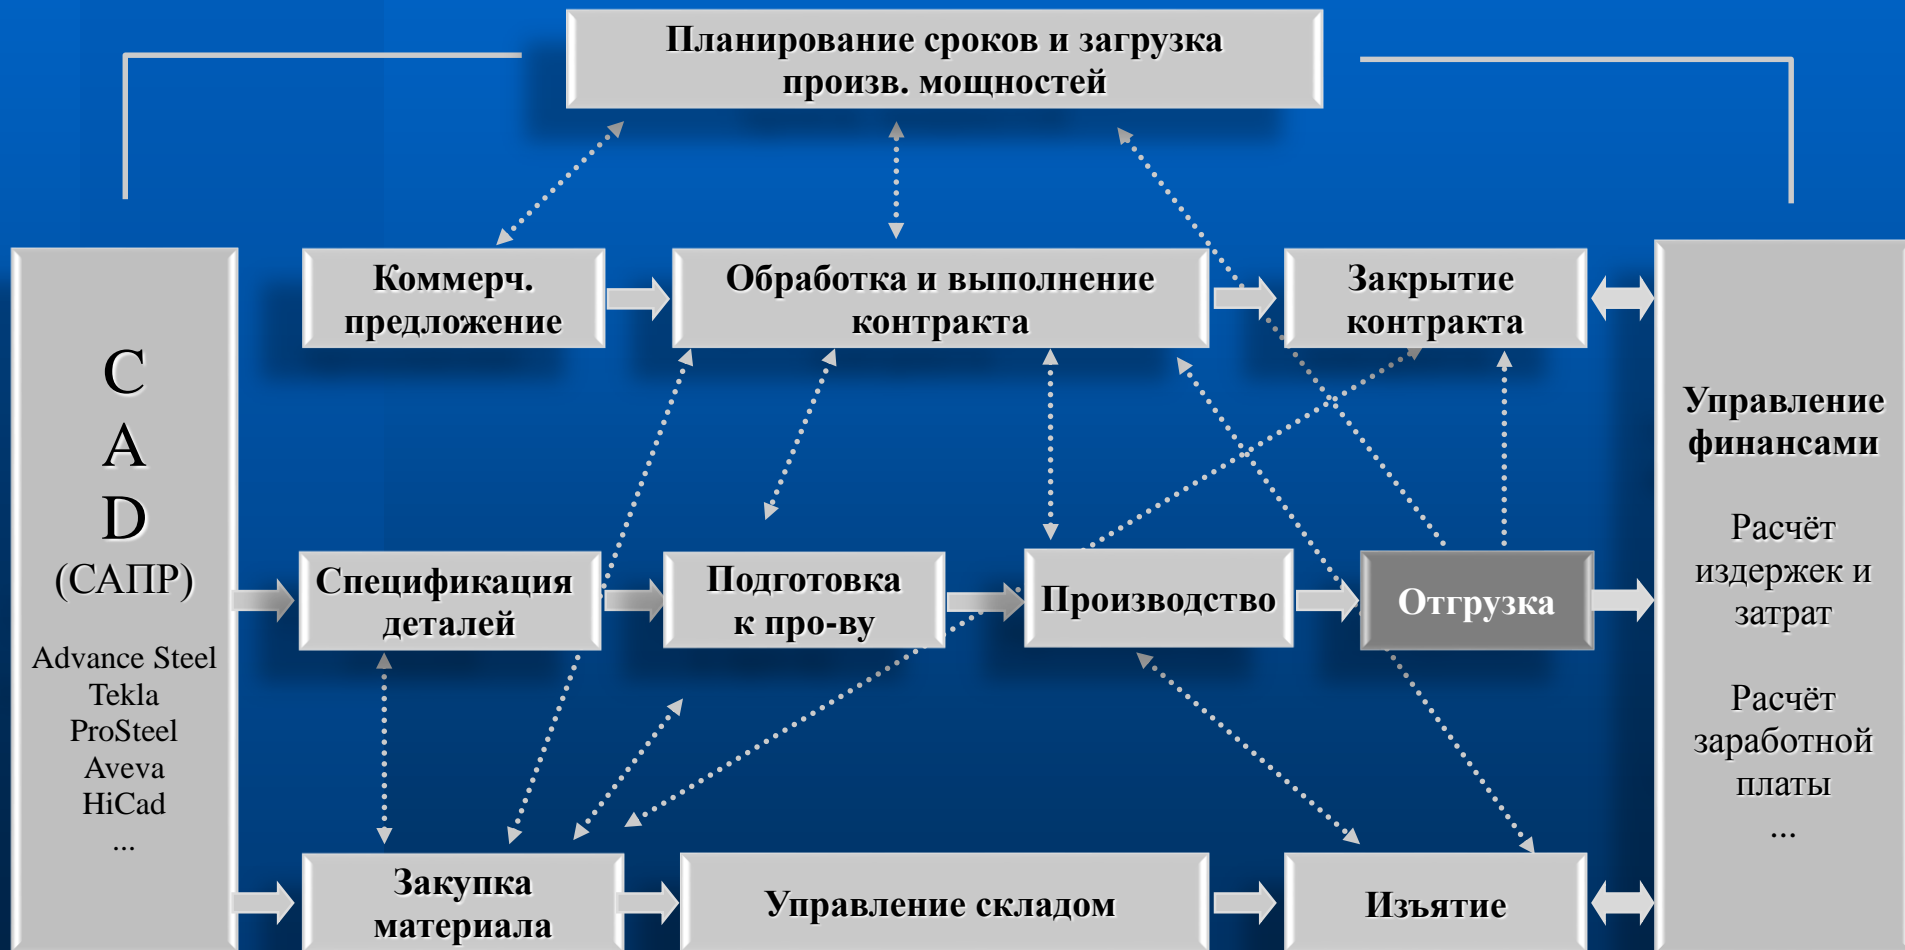 Планирование сроков и загрузка
произв. мощностей
Коммерч.
предложение
Обработка и выполнение
контракта
Закрытие
контракта
C
A
D
(САПР)
Advance Steel
Tekla
ProSteel
Aveva
HiCad
...
Спецификация
деталей
Подготовка
к про-ву
Производство
Отгрузка
Закупка
материала
Управление складом
Изъятие
Управление
финансами
Расчёт
издержек и
затрат
Расчёт
заработной
платы
...